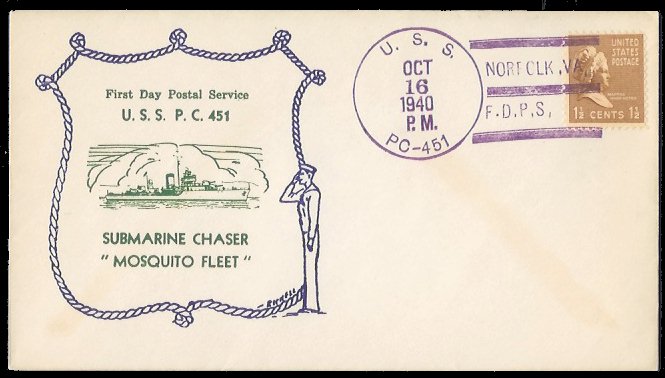 First Day Postal Service
U.S.S. P.C. 451
SUBMARINE CHASER
"MOSQUITO FLEET"
U. S. S.
OCT
16
1940
P.M.
PC-451
NORFOLK, VA.
F.D.P.S,
UNITED
STATES
POSTAGE
1½ CENTS 1½